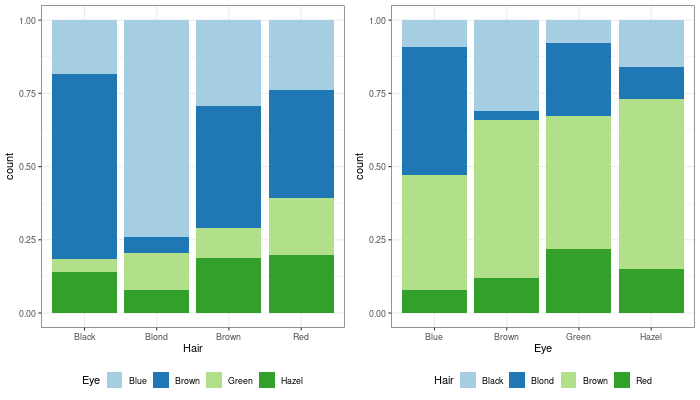 count
1.00
0.75
0.50
0.25
0.00
Black Blond Brown Red
Hair
Eye Blue Brown Green Hazel
count
1.00
0.75
0.50
0.25
0.00
Blue Brown Green Hazel
Eye
Hair Black Blond Brown Red